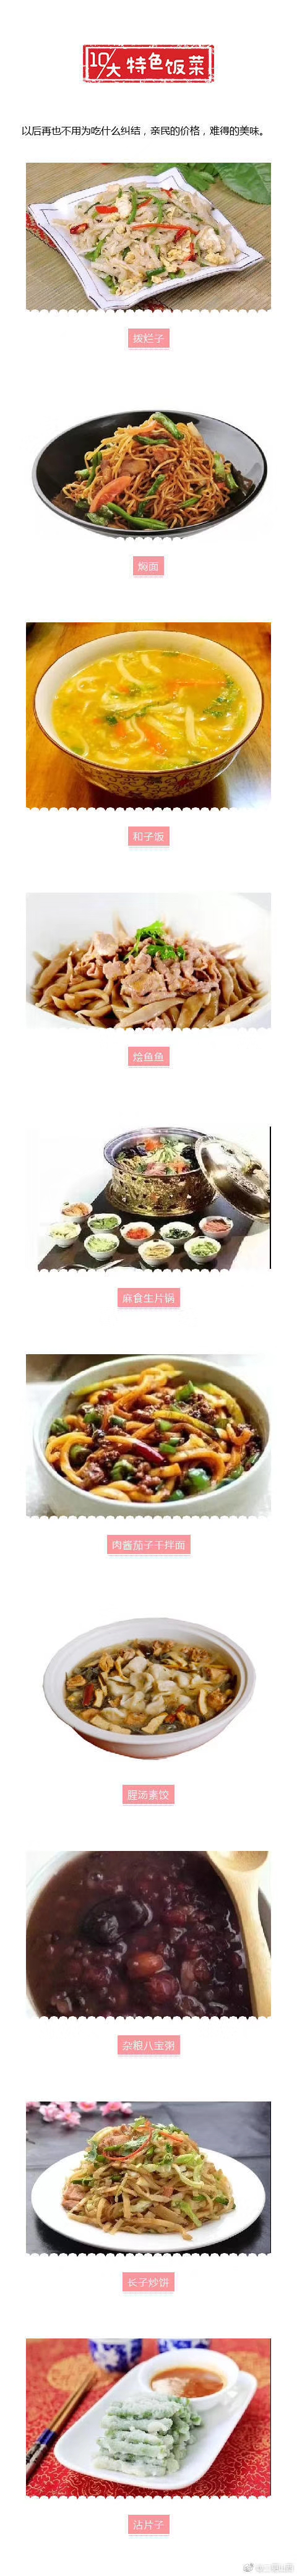 10大特色饭菜
以后再也不用为吃什么纠结，亲民的价格，难得的美味。
拨烂子
焖面
和子饭
烩鱼鱼
麻食生片锅
肉酱茄子干拌面
腥汤素饺
杂粮八宝粥
长子炒饼
沾片子